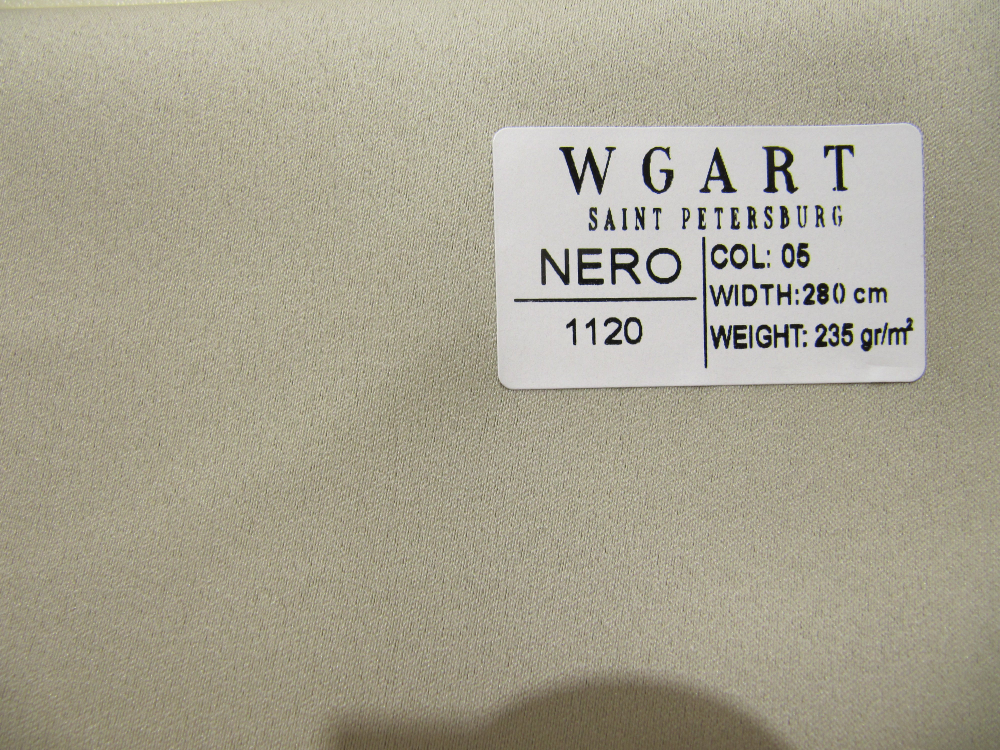 WGART
SAINT PETERSBURG
NERO
1120
COL: 05
WIDTH:280 cm
WEIGHT: 235 gr/m²